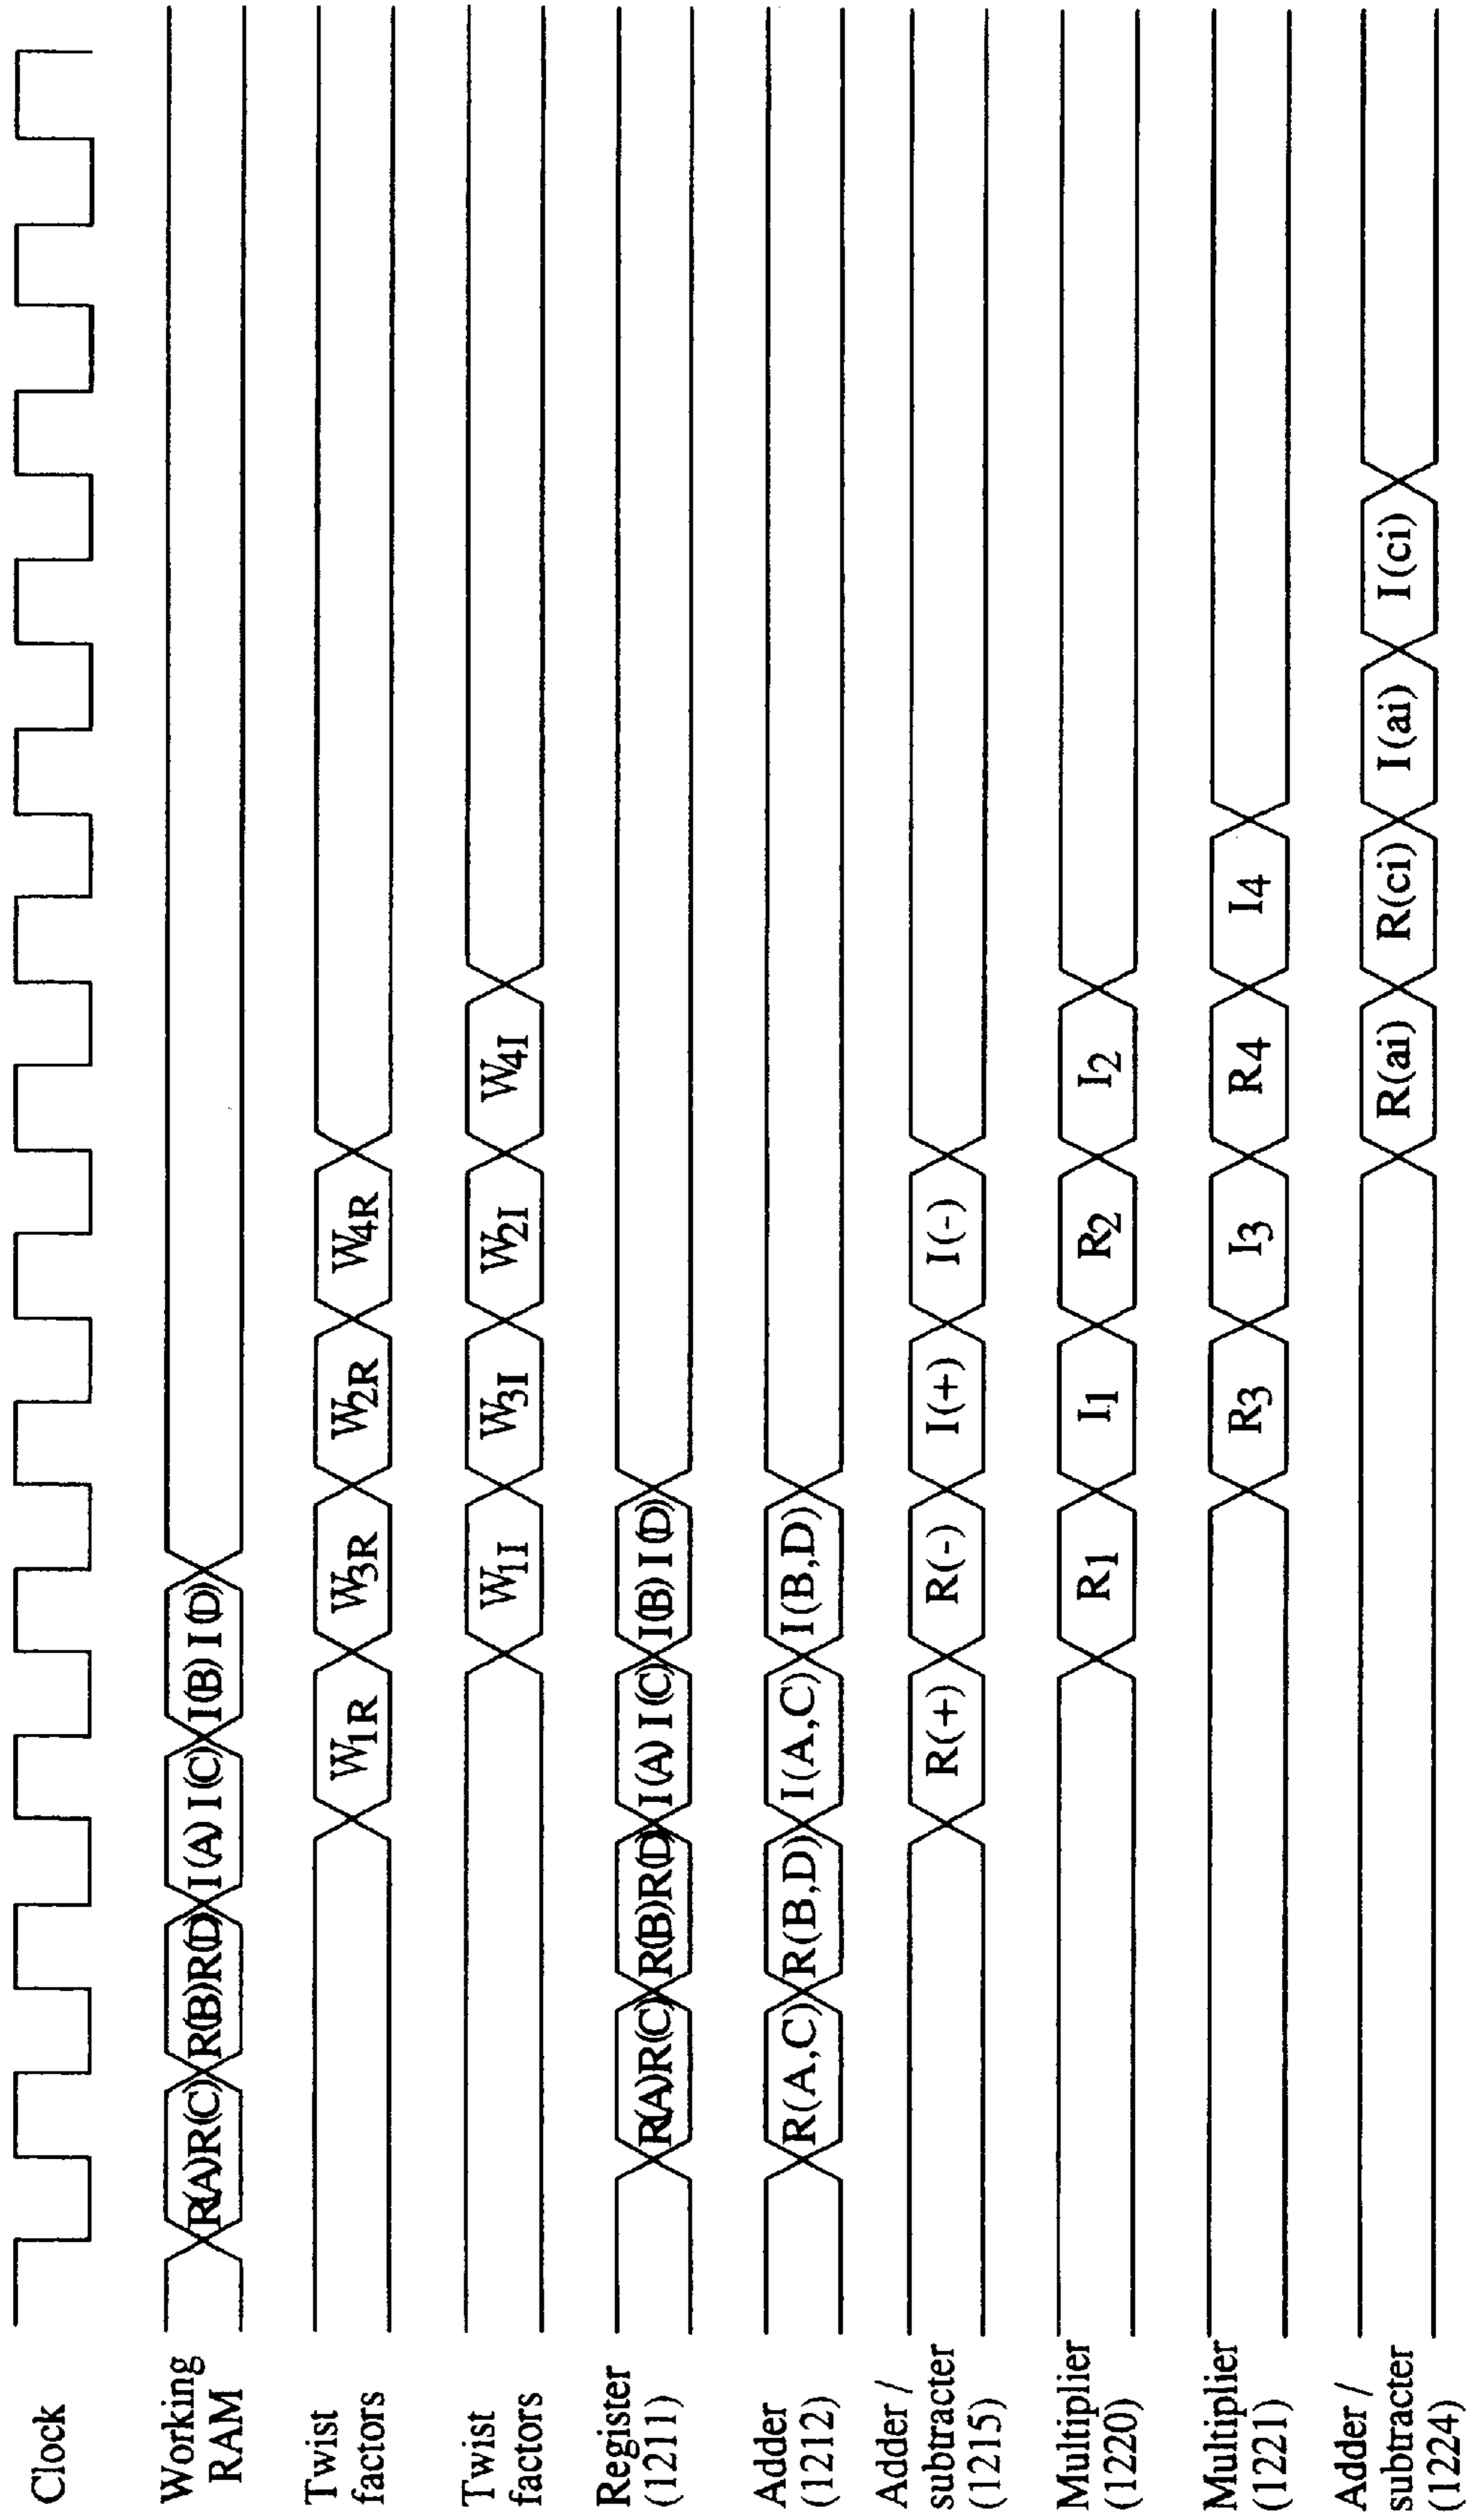 Clock
Working
RAM
R(A)R(C) R(B)R(D) I(A) I(C) I(B) I(D)
Twist
factors
W1R W3R W2R W4R
Twist
factors
W1I W3I W2I W4I
Register
(1211)
R(A)R(C) R(B)R(D) I(A) I(C) I(B) I(D)
Adder
(1212)
R(A,C) R(B,D) I(A,C) I(B,D)
Adder /
subtracter
(1215)
R(+) R(-) I(+) I(-)
Multiplier
(1220)
R1 I1 R2 I2
Multiplier
(1221)
R3 I3 R4 I4
Adder /
subtracter
(1224)
R(ai) R(ci) I(ai) I(ci)